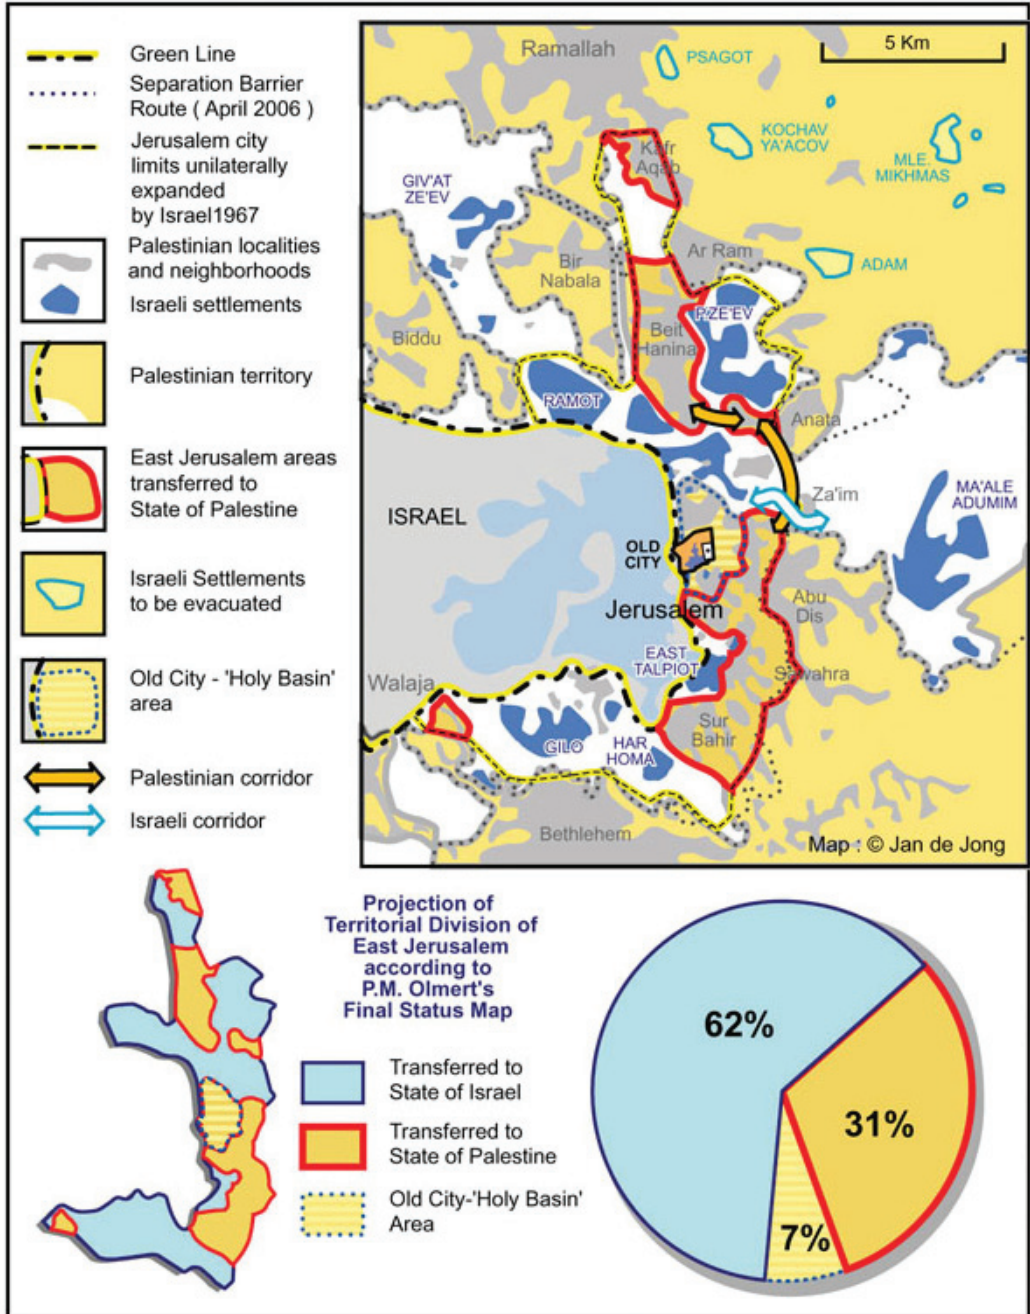 Green Line
Separation Barrier
Route ( April 2006 )
Jerusalem city
limits unilaterally
expanded
by Israel1967
Palestinian localities
and neighborhoods
Israeli settlements
Palestinian territory
East Jerusalem areas
transferred to
State of Palestine
Israeli Settlements
to be evacuated
Old City - 'Holy Basin'
area
Palestinian corridor
Israeli corridor
Ramallah
5 Km
PSAGOT
KOCHAV
YA'ACOV
MLE.
MIKHMAS
Kafr
Aqab
GIV'AT
ZE'EV
Bir
Nabala
Ar Ram
ADAM
P.ZE'EV
Biddu
Beit
Hanina
RAMOT
Anata
Za'im
MA'ALE
ADUMIM
ISRAEL
OLD
CITY
Jerusalem
Abu
Dis
EAST
TALPIOT
Sawahra
Walaja
Sur
Bahir
GILO
HAR
HOMA
Bethlehem
Map : © Jan de Jong
Projection of
Territorial Division of
East Jerusalem
according to
P.M. Olmert's
Final Status Map
Transferred to
State of Israel
Transferred to
State of Palestine
Old City-'Holy Basin'
Area
62%
31%
7%